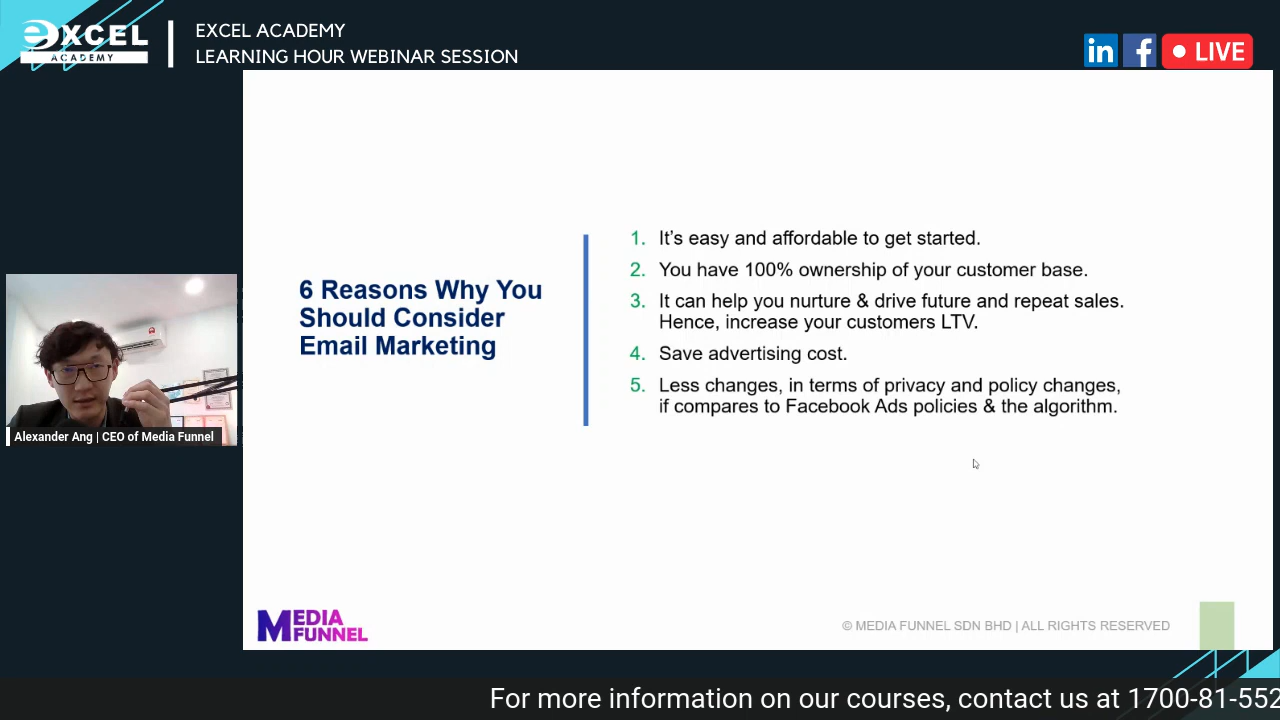 eXCEL
ACADEMY
EXCEL ACADEMY
LEARNING HOUR WEBINAR SESSION
in
f
LIVE
6 Reasons Why You
Should Consider
Email Marketing
1. It's easy and affordable to get started.
2. You have 100% ownership of your customer base.
3. It can help you nurture & drive future and repeat sales.
Hence, increase your customers LTV.
4. Save advertising cost.
5. Less changes, in terms of privacy and policy changes,
if compares to Facebook Ads policies & the algorithm.
Alexander Ang | CEO of Media Funnel
MEDIA
FUNNEL
© MEDIA FUNNEL SDN BHD | ALL RIGHTS RESERVED
For more information on our courses, contact us at 1700-81-552